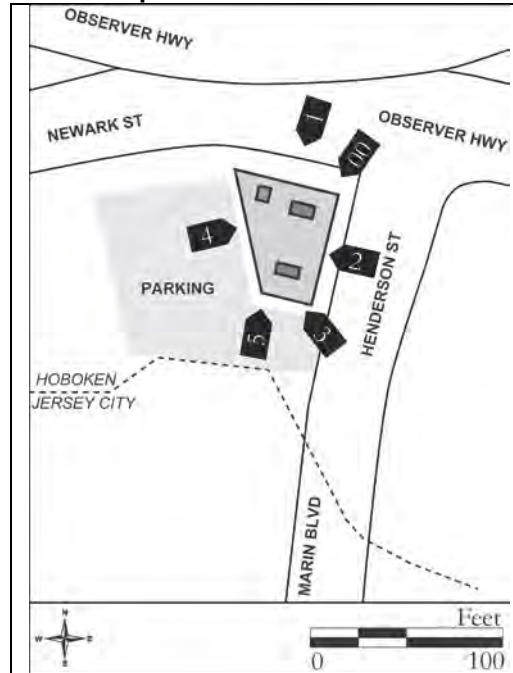 OBSERVER HWY
NEWARK ST
1
00
OBSERVER HWY
4
2
PARKING
HENDERSON ST
3
5
HOBOKEN
JERSEY CITY
MARIN BLVD
N
W E
S
Feet
0 100